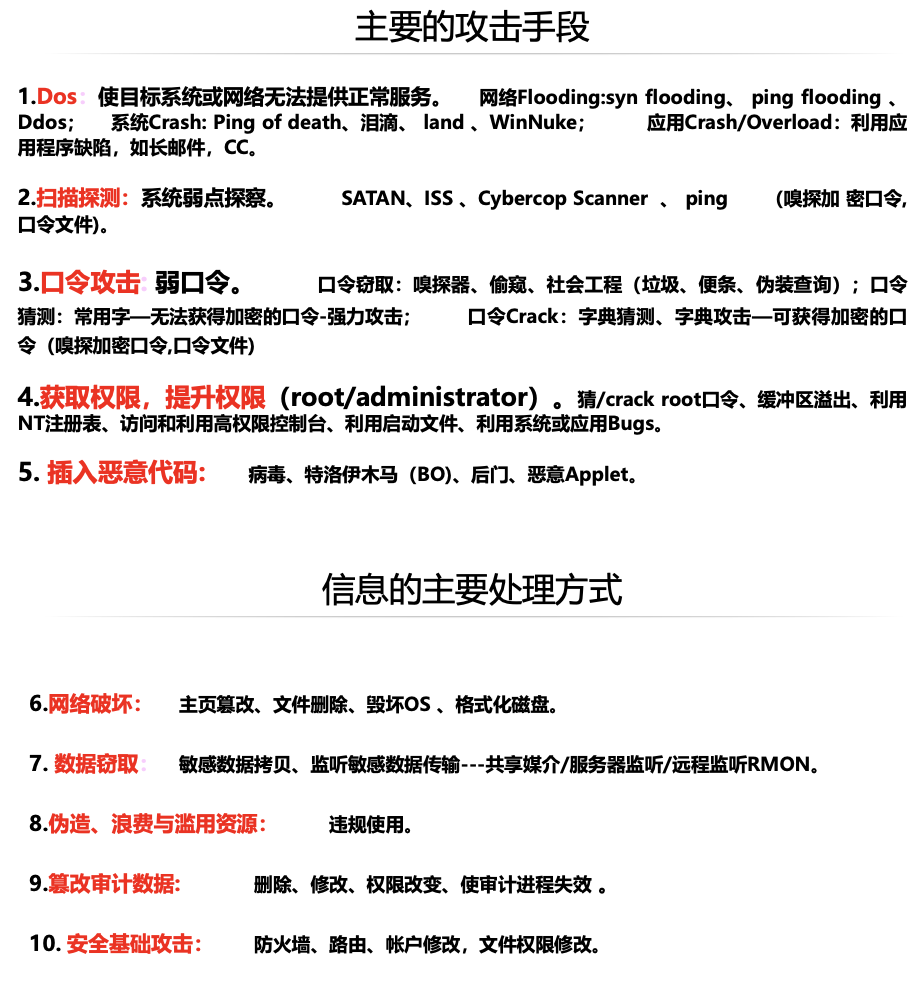 主要的攻击手段
1.Dos：使目标系统或网络无法提供正常服务。 网络Flooding:syn flooding、 ping flooding 、
Ddos； 系统Crash: Ping of death、泪滴、 land 、WinNuke； 应用Crash/Overload：利用应
用程序缺陷，如长邮件，CC。
2.扫描探测：系统弱点探察。 SATAN、ISS 、Cybercop Scanner 、 ping (嗅探加 密口令,
口令文件)。
3.口令攻击: 弱口令。 口令窃取：嗅探器、偷窥、社会工程（垃圾、便条、伪装查询）；口令
猜测：常用字—无法获得加密的口令-强力攻击； 口令Crack：字典猜测、字典攻击—可获得加密的口
令（嗅探加密口令,口令文件)
4.获取权限，提升权限（root/administrator）。猜/crack root口令、缓冲区溢出、利用
NT注册表、访问和利用高权限控制台、利用启动文件、利用系统或应用Bugs。
5. 插入恶意代码: 病毒、特洛伊木马（BO)、后门、恶意Applet。
信息的主要处理方式
6.网络破坏： 主页篡改、文件删除、毁坏OS 、格式化磁盘。
7. 数据窃取： 敏感数据拷贝、监听敏感数据传输---共享媒介/服务器监听/远程监听RMON。
8.伪造、浪费与滥用资源： 违规使用。
9.篡改审计数据: 删除、修改、权限改变、使审计进程失效 。
10. 安全基础攻击： 防火墙、路由、帐户修改，文件权限修改。